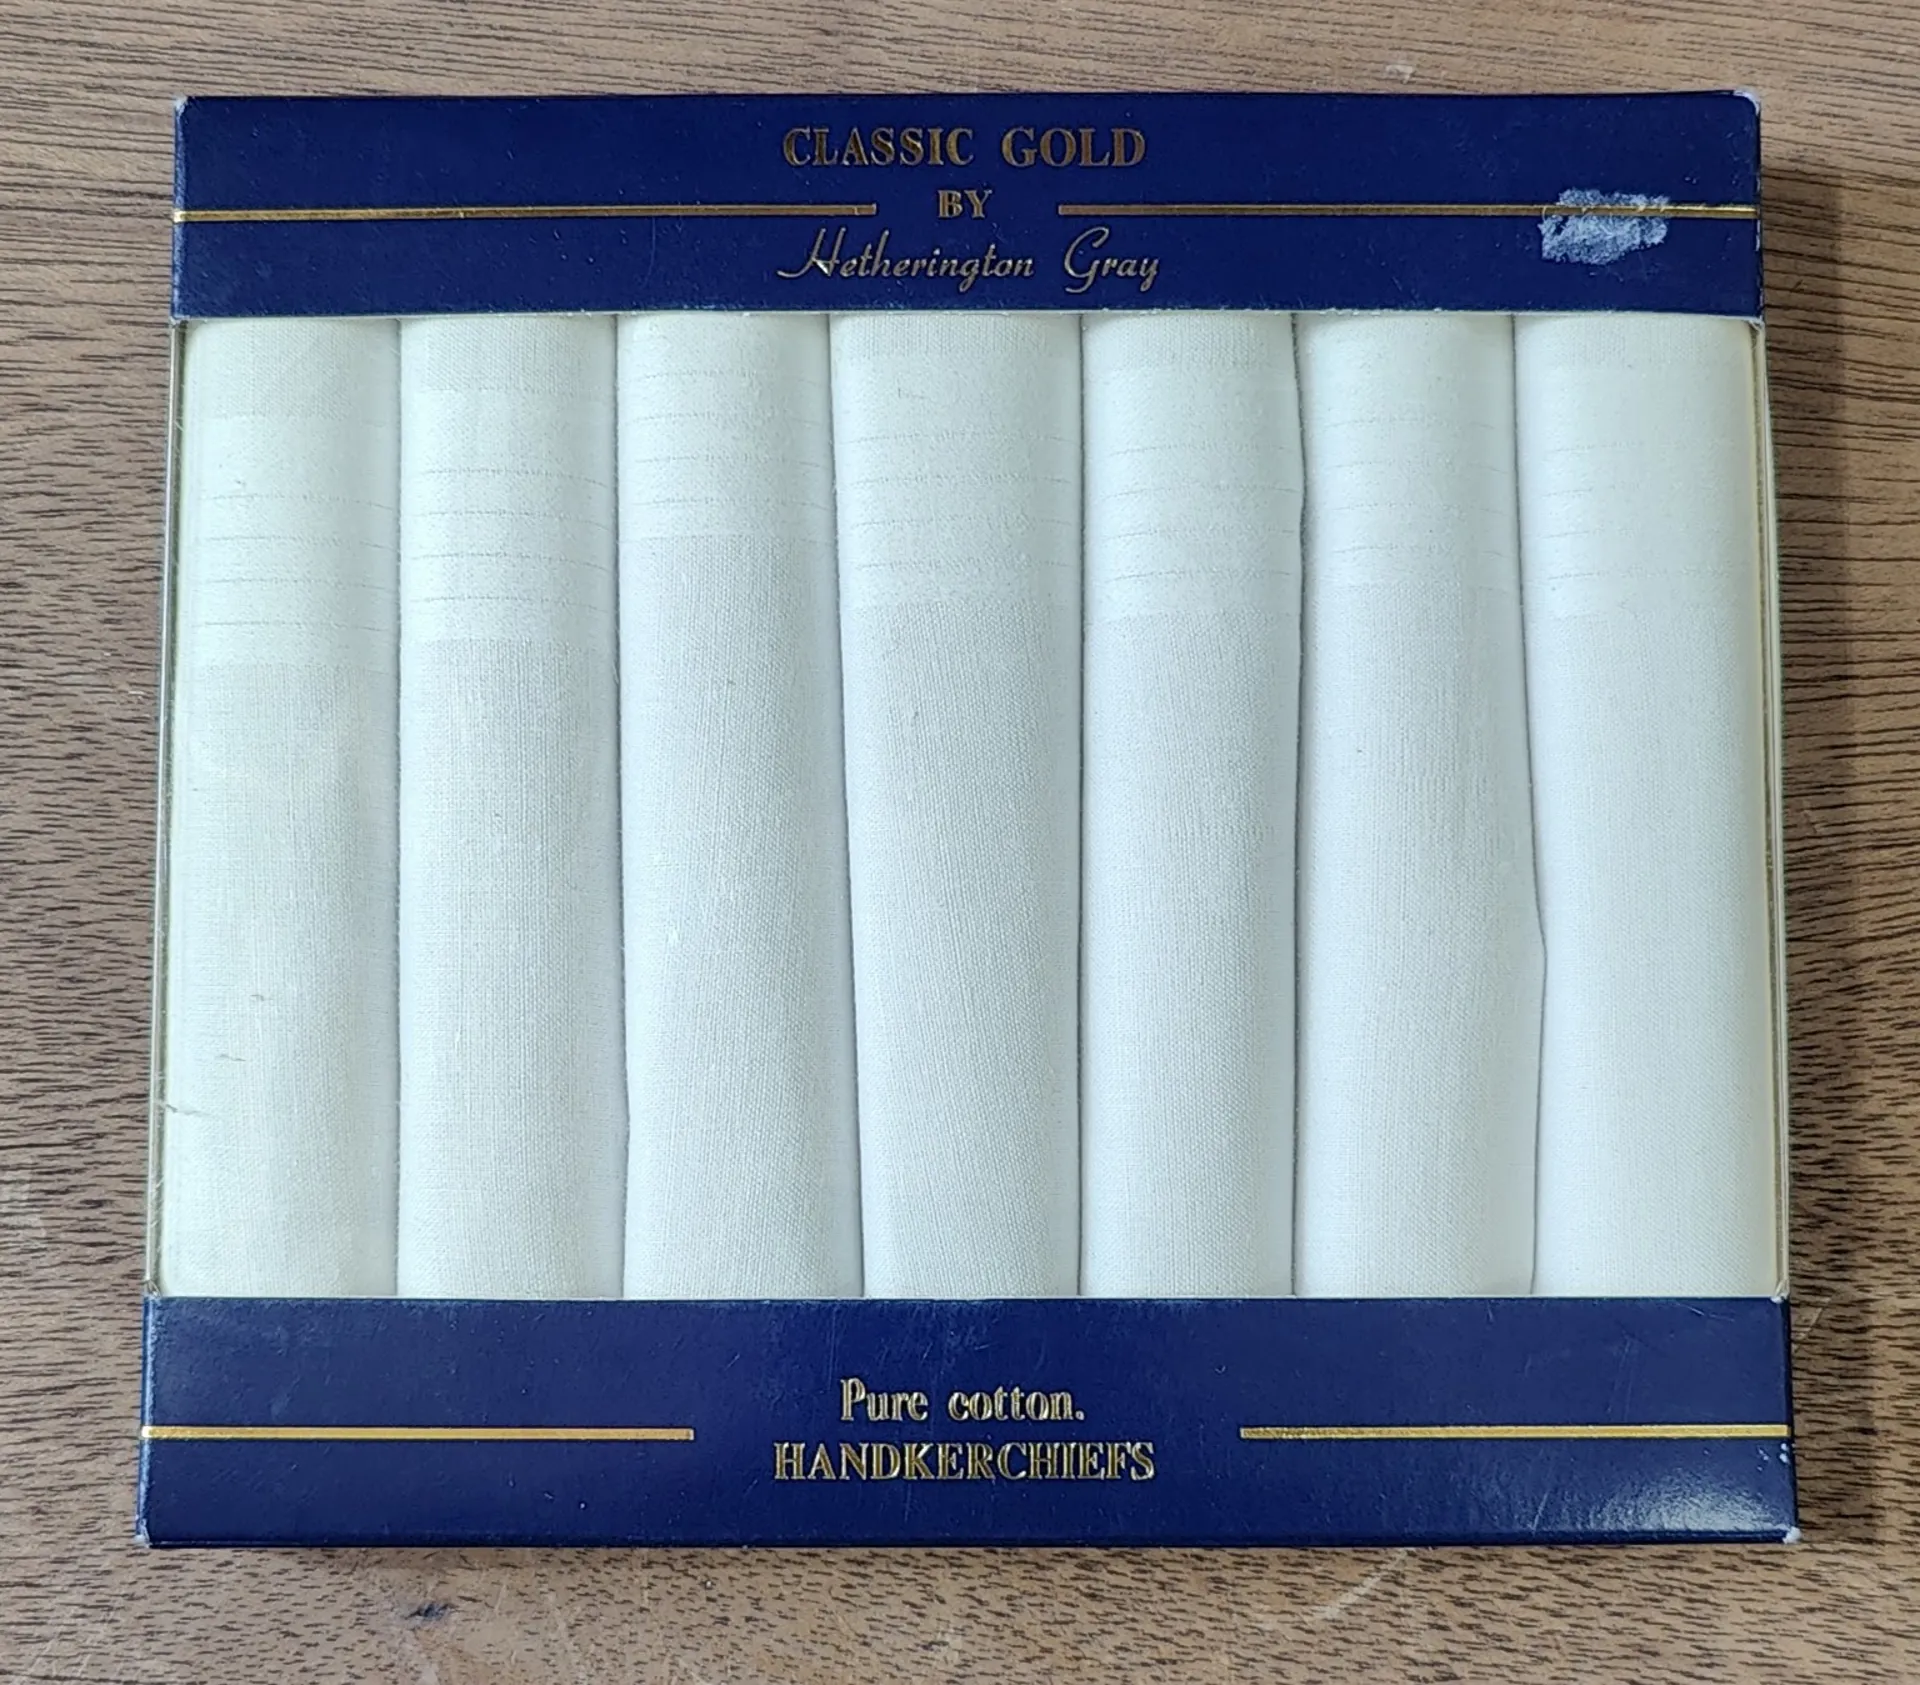 CLASSIC GOLD
BY
Hetherington Gray
Pure cotton.
HANDKERCHIEFS